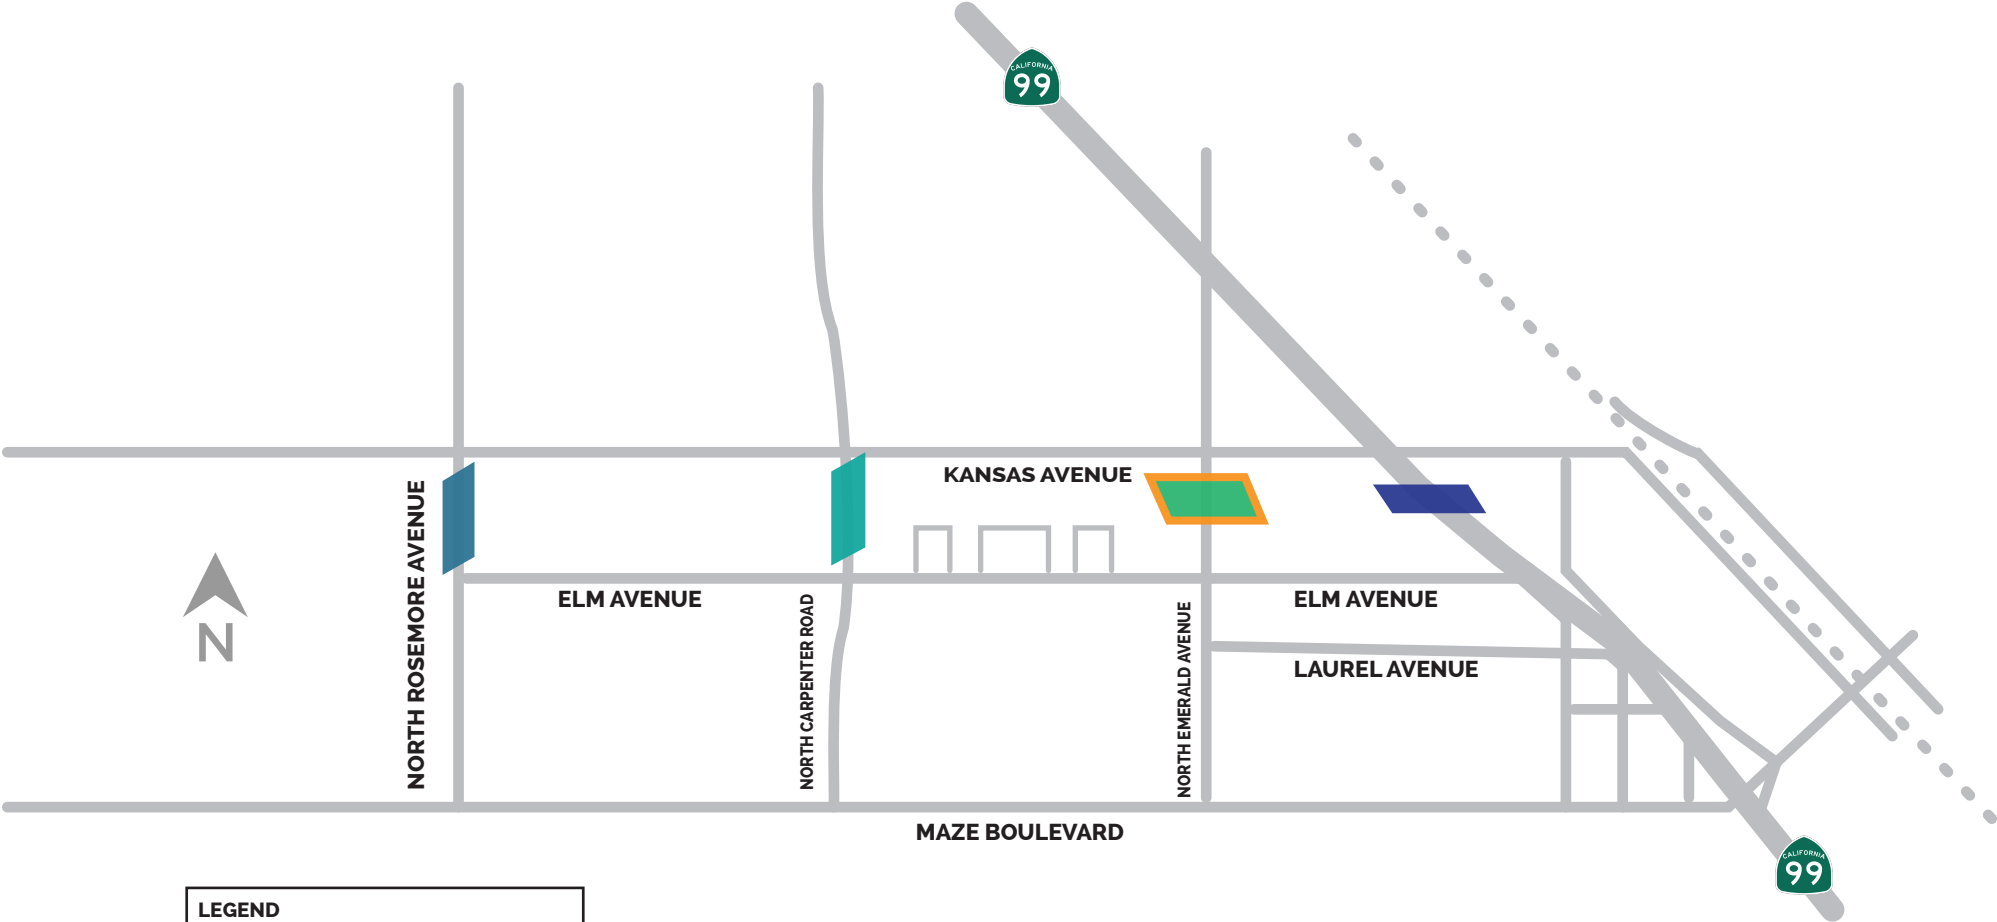 CALIFORNIA
99
KANSAS AVENUE
NORTH ROSEMORE AVENUE
ELM AVENUE
NORTH CARPENTER ROAD
NORTH EMERALD AVENUE
ELM AVENUE
LAUREL AVENUE
N
MAZE BOULEVARD
CALIFORNIA
99
LEGEND